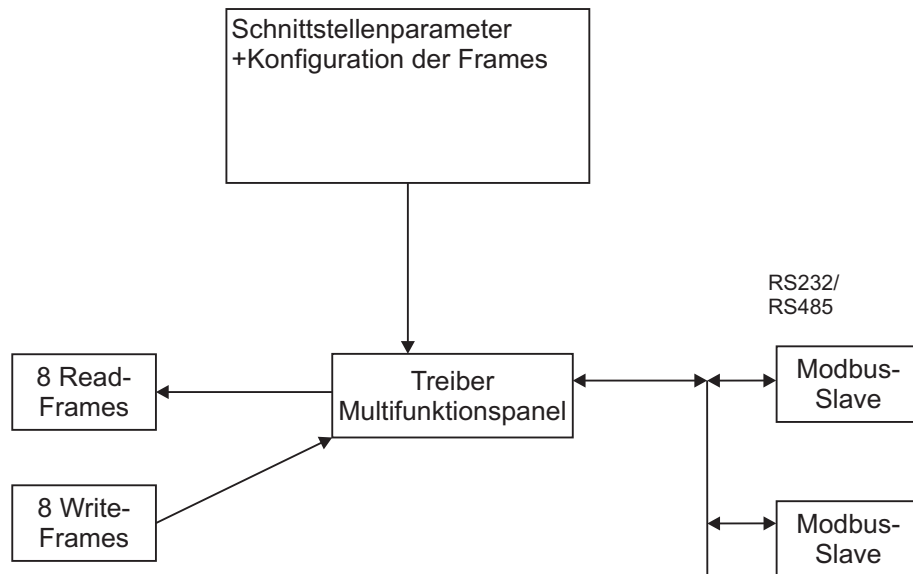 Schnittstellenparameter
+Konfiguration der Frames
RS232/
RS485
8 Read-
Frames
Treiber
Multifunktionspanel
Modbus-
Slave
8 Write-
Frames
Modbus-
Slave